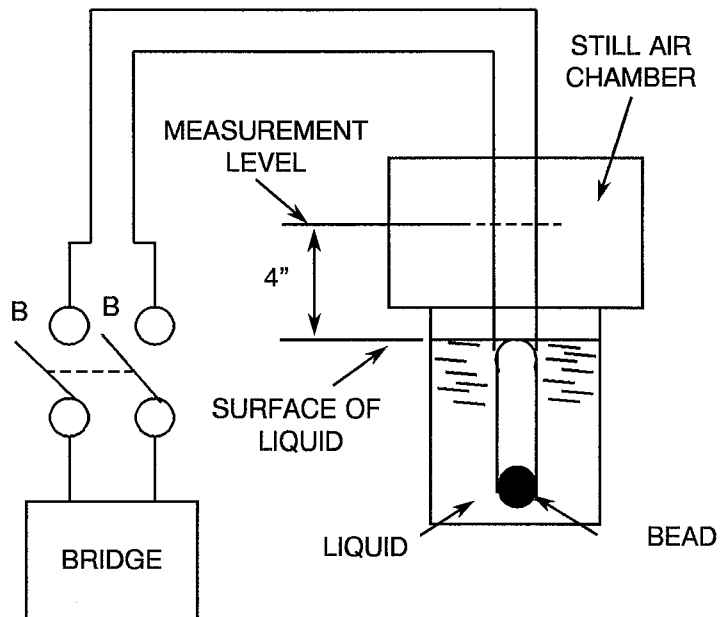 STILL AIR
CHAMBER
MEASUREMENT
LEVEL
4”
B
B
SURFACE OF
LIQUID
LIQUID
BEAD
BRIDGE